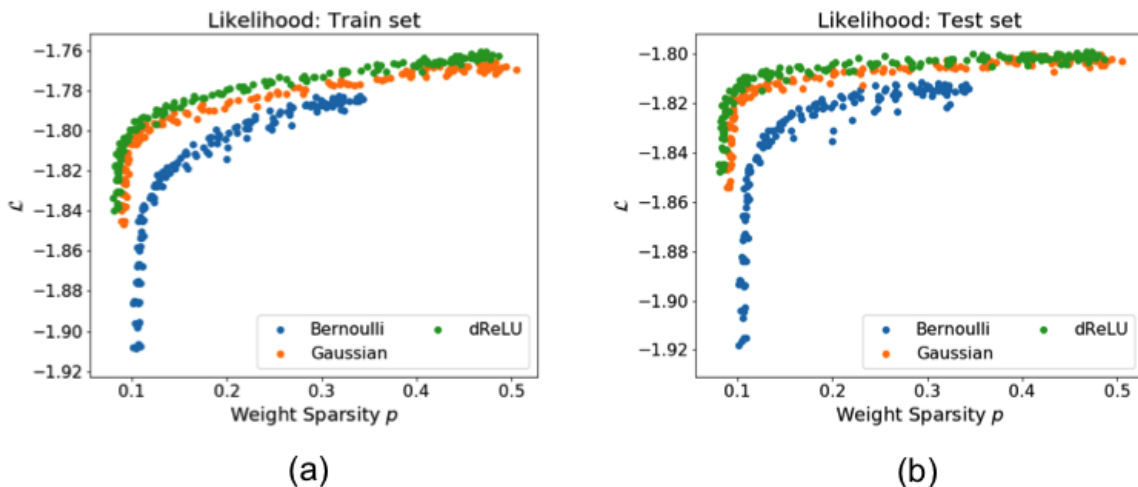 Likelihood: Train set
−1.76
−1.78
−1.80
−1.82
−1.84
−1.86
−1.88
−1.90
−1.92
ℒ
Bernoulli
Gaussian
dReLU
0.1 0.2 0.3 0.4 0.5
Weight Sparsity p
(a)
Likelihood: Test set
−1.80
−1.82
−1.84
−1.86
−1.88
−1.90
−1.92
ℒ
Bernoulli
Gaussian
dReLU
0.1 0.2 0.3 0.4 0.5
Weight Sparsity p
(b)